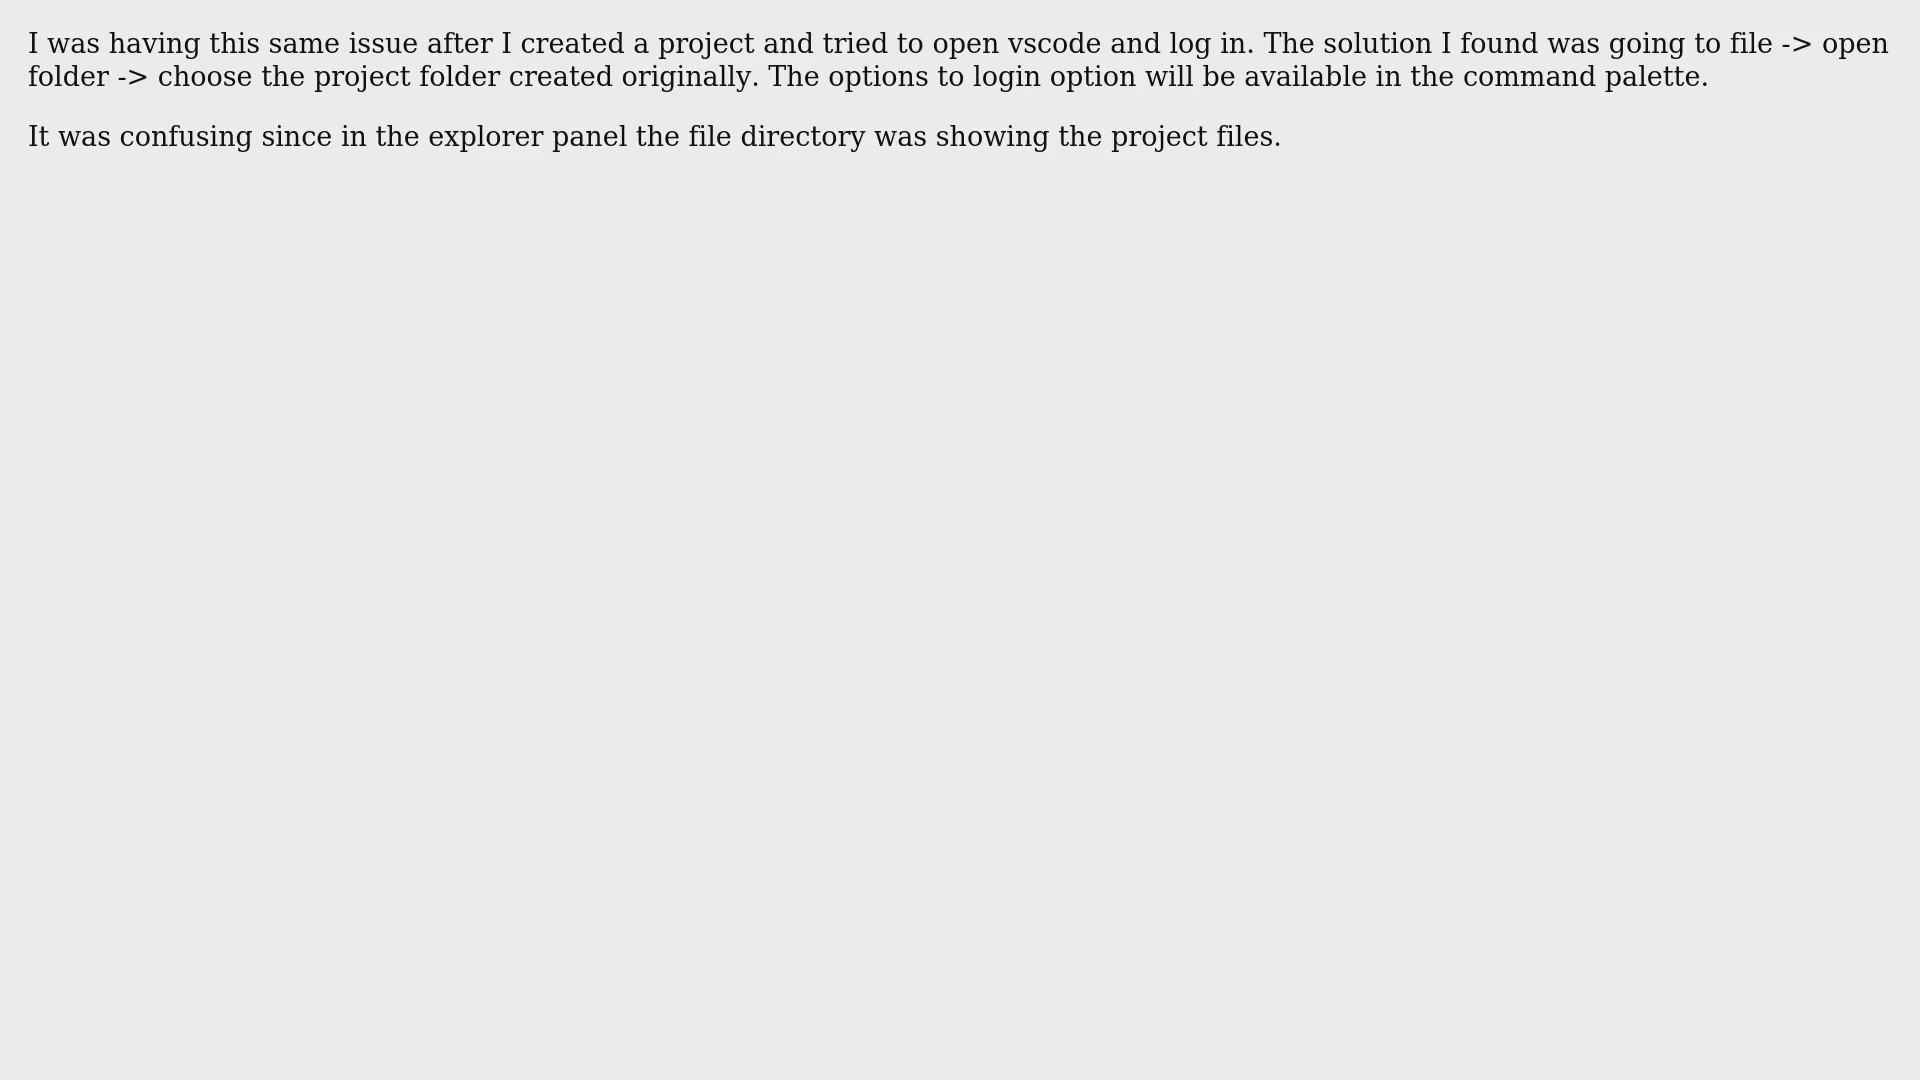 I was having this same issue after I created a project and tried to open vscode and log in. The solution I found was going to file -> open
folder -> choose the project folder created originally. The options to login option will be available in the command palette.
It was confusing since in the explorer panel the file directory was showing the project files.